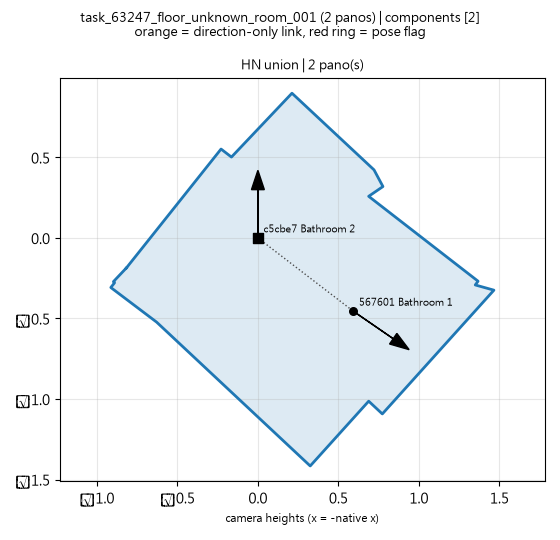 task_63247_floor_unknown_room_001 (2 panos) | components [2]
orange = direction-only link, red ring = pose flag
HN union | 2 pano(s)
0.5
c5cbe7 Bathroom 2
0.0
567601 Bathroom 1
0.5
1.0
1.5
1.0 0.5 0.0 0.5 1.0 1.5
camera heights (x = -native x)